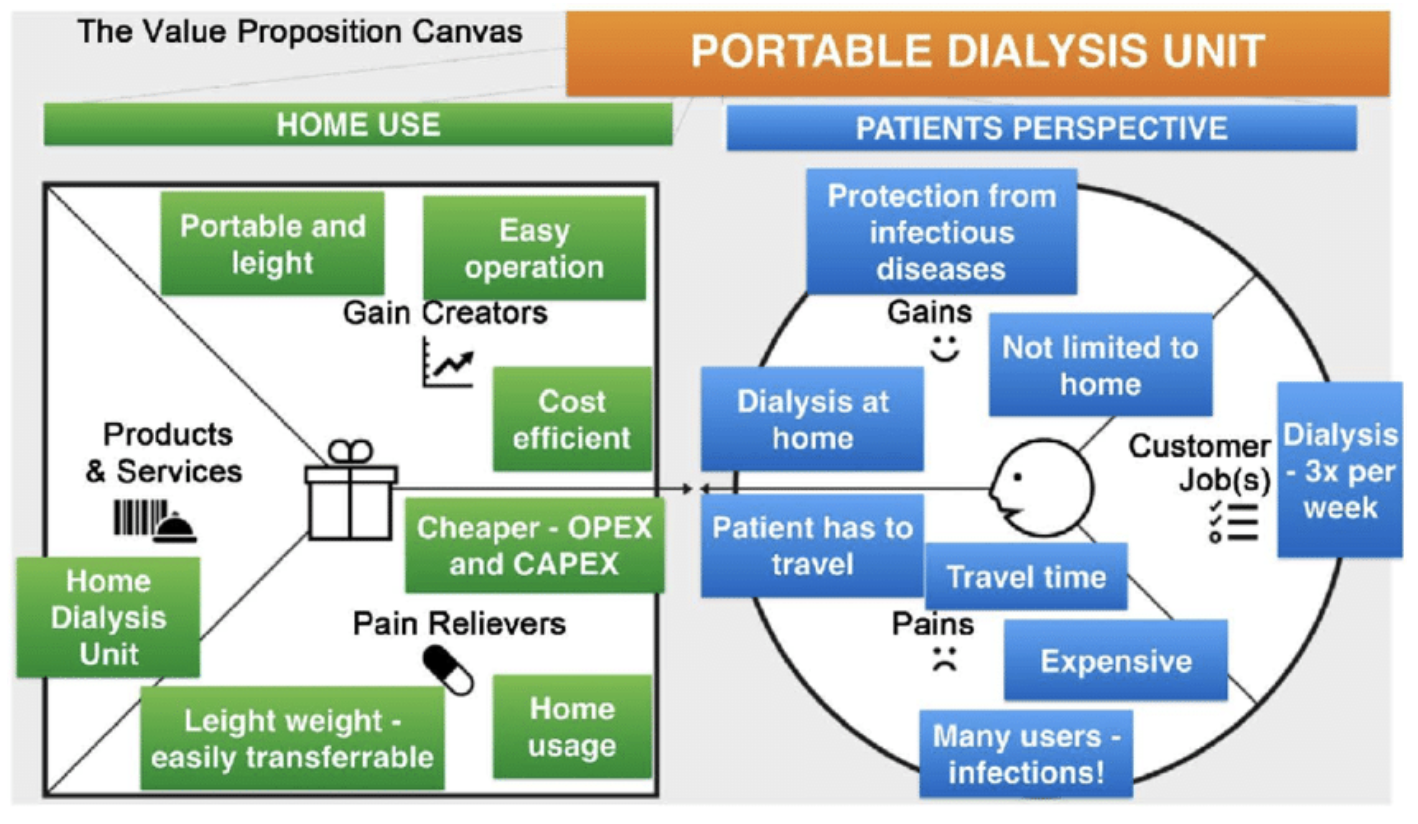 The Value Proposition Canvas
PORTABLE DIALYSIS UNIT
HOME USE
PATIENTS PERSPECTIVE
Portable and
leight
Easy
operation
Gain Creators
Cost
efficient
Products
& Services
Home
Dialysis
Unit
Cheaper - OPEX
and CAPEX
Pain Relievers
Leight weight -
easily transferrable
Home
usage
Protection from
infectious
diseases
Gains
Not limited to
home
Dialysis at
home
Customer
Job(s)
Dialysis
- 3x per
week
Patient has to
travel
Travel time
Pains
Expensive
Many users -
infections!